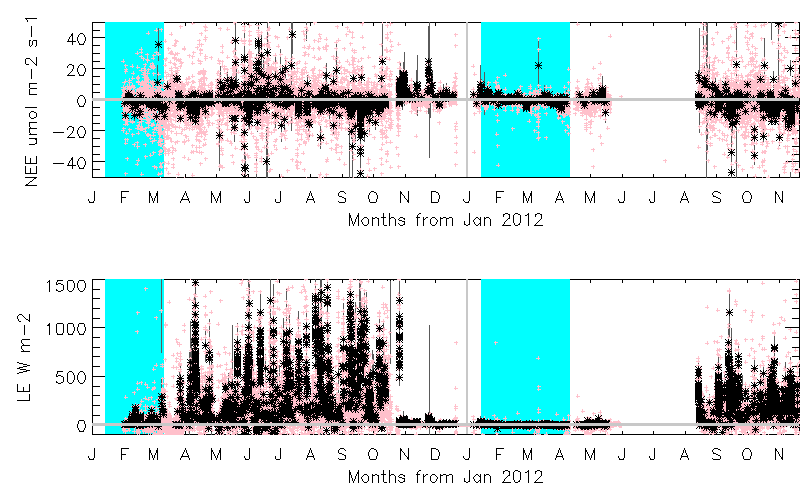 NEE umol m-2 s-1
40
20
0
-20
-40
J F M A M J J A S O N D J F M A M J J A S O N
Months from Jan 2012
LE W m-2
1500
1000
500
0
J F M A M J J A S O N D J F M A M J J A S O N
Months from Jan 2012